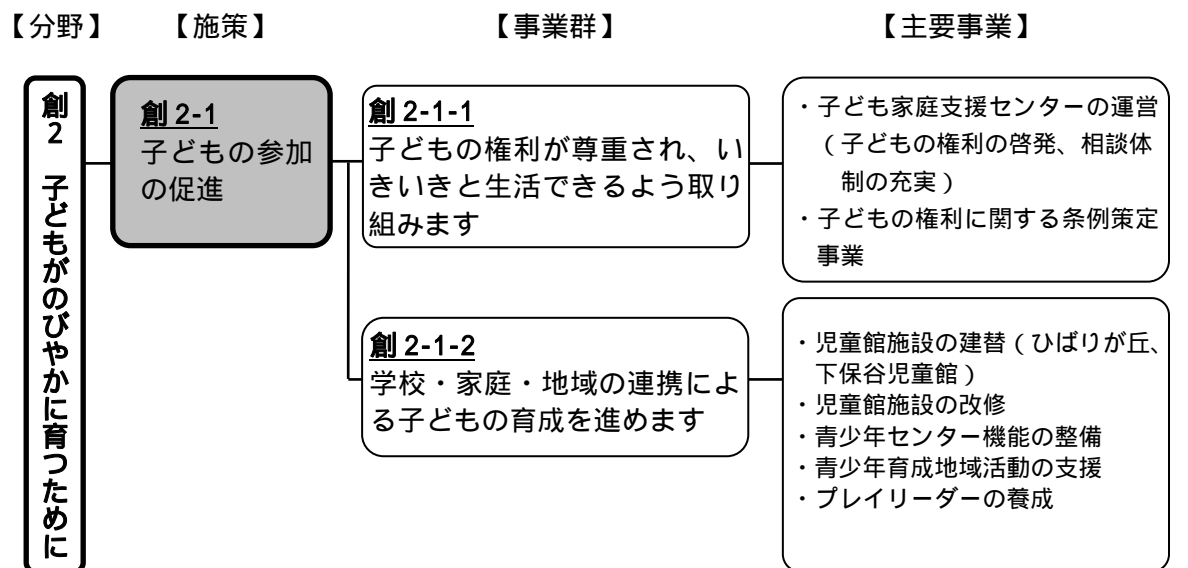 【分野】 【施策】 【事業群】 【主要事業】
創2 子どもがのびやかに育つために
創 2-1
子どもの参加
の促進
創 2-1-1
子どもの権利が尊重され、い
きいきと生活できるよう取り
組みます
・子ども家庭支援センターの運営
（子どもの権利の啓発、相談体
制の充実）
・子どもの権利に関する条例策定
事業
創 2-1-2
学校・家庭・地域の連携によ
る子どもの育成を進めます
・児童館施設の建替（ひばりが丘、
下保谷児童館）
・児童館施設の改修
・青少年センター機能の整備
・青少年育成地域活動の支援
・プレイリーダーの養成